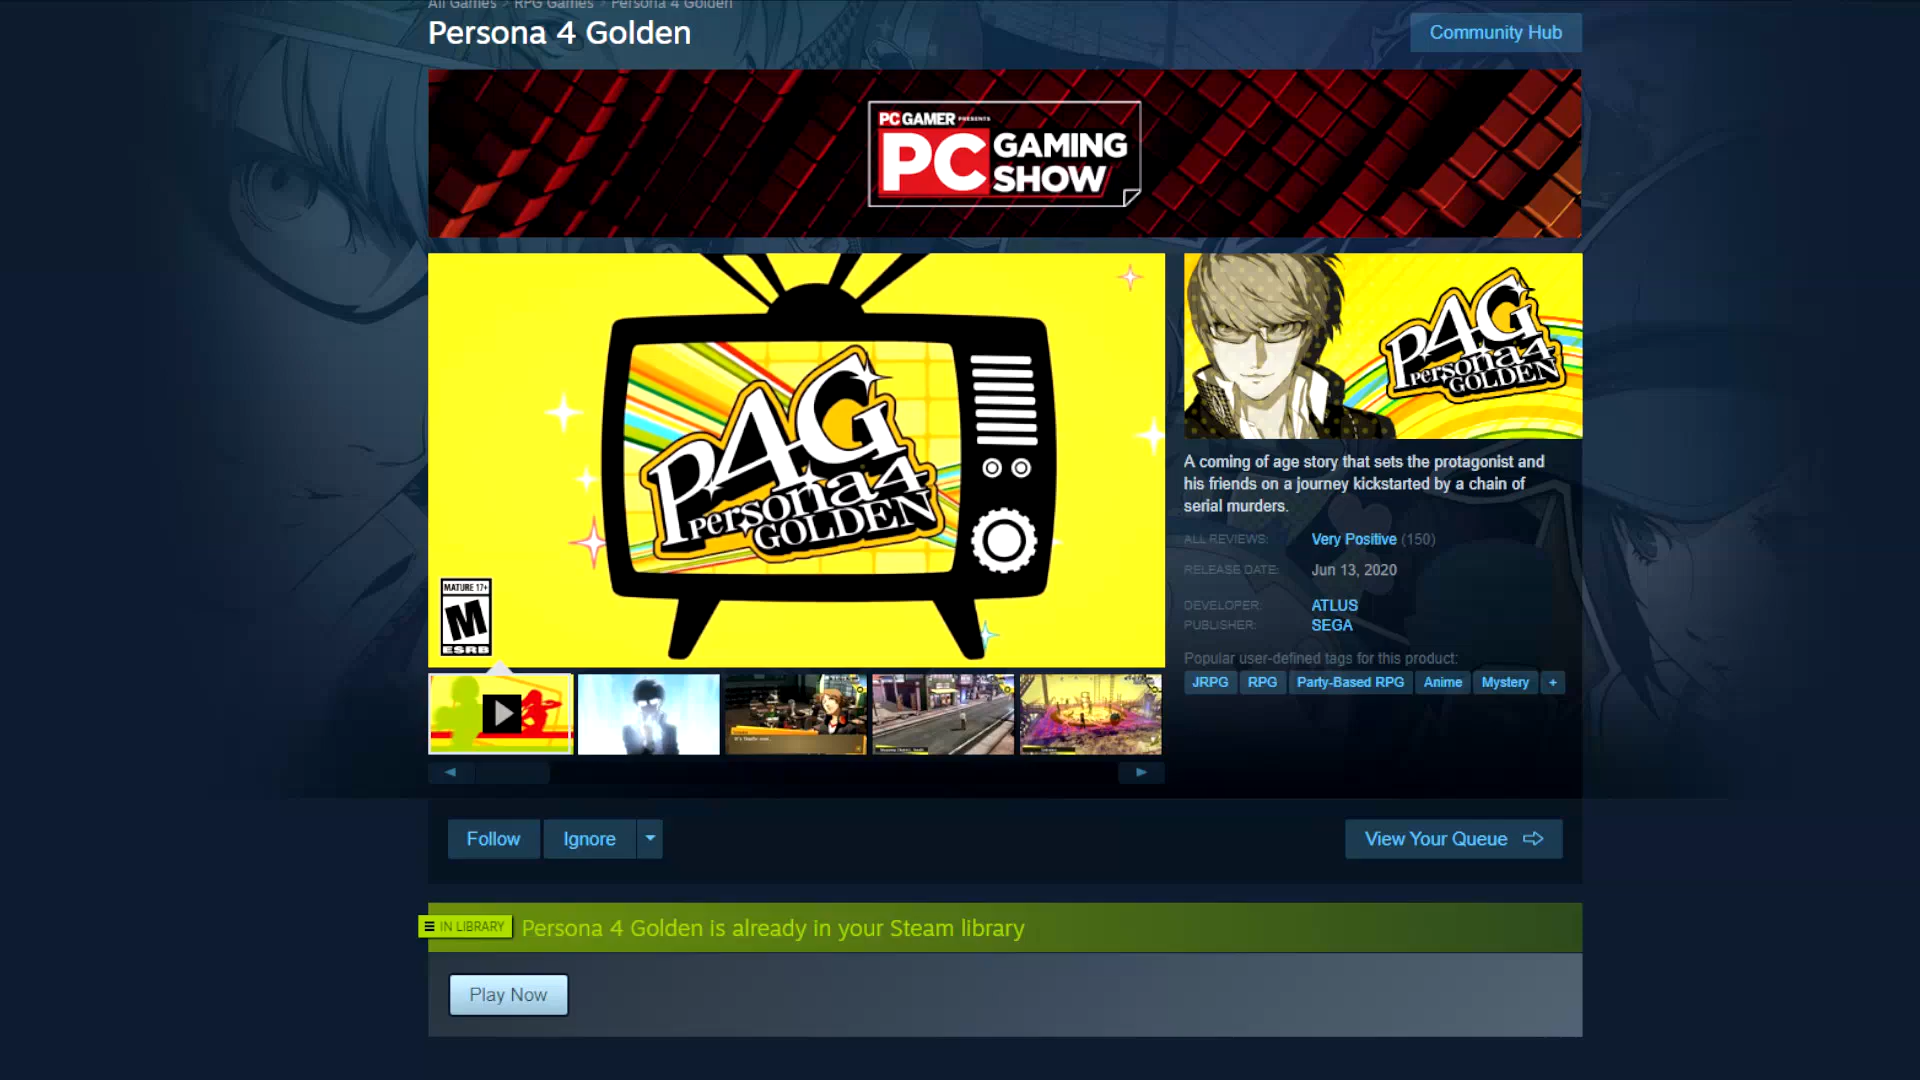 All Games > RPG Games > Persona 4 Golden
Persona 4 Golden
Community Hub
PC GAMER PRESENTS
PC GAMING SHOW
P4G
Persona4
GOLDEN
P4G
Persona4
GOLDEN
MATURE 17+
M
ESRB
A coming of age story that sets the protagonist and
his friends on a journey kickstarted by a chain of
serial murders.
ALL REVIEWS: Very Positive (150)
RELEASE DATE: Jun 13, 2020
DEVELOPER: ATLUS
PUBLISHER: SEGA
Popular user-defined tags for this product:
JRPG RPG Party-Based RPG Anime Mystery +
Follow Ignore
View Your Queue
IN LIBRARY Persona 4 Golden is already in your Steam library
Play Now